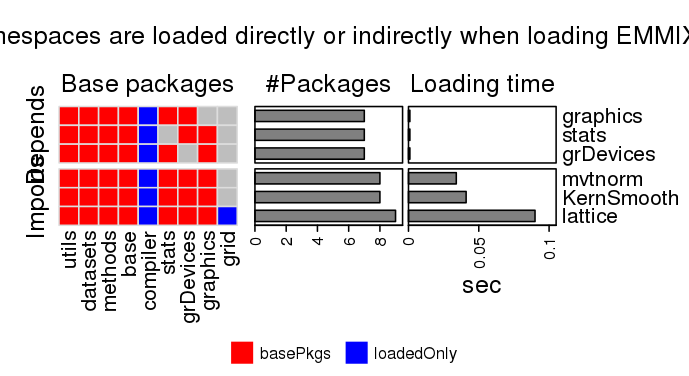 nespaces are loaded directly or indirectly when loading EMMIX
Base packages
#Packages
Loading time
Depends
Imports
graphics
stats
grDevices
mvtnorm
KernSmooth
lattice
utils
datasets
methods
base
compiler
stats
grDevices
graphics
grid
0 2 4 6 8
0 0.05 0.1
sec
basePkgs
loadedOnly